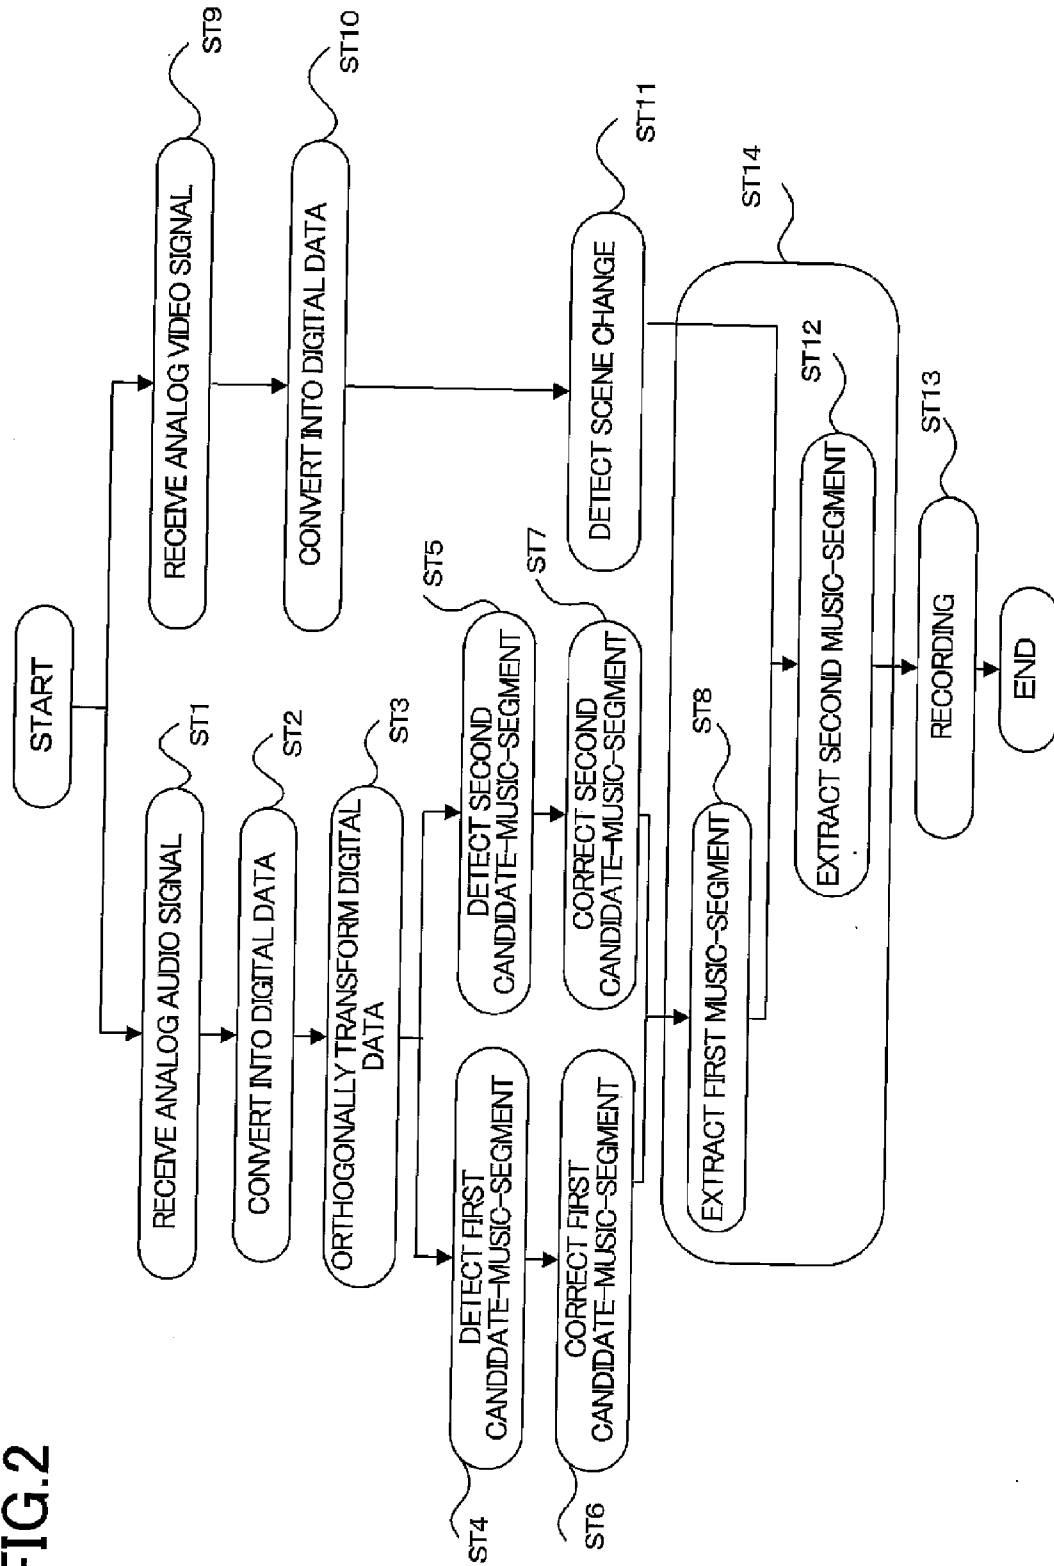 FIG.2
START
RECEIVE ANALOG AUDIO SIGNAL
ST1
CONVERT INTO DIGITAL DATA
ST2
ORTHOGONALLY TRANSFORM DIGITAL
DATA
ST3
DETECT FIRST
CANDIDATE-MUSIC-SEGMENT
ST4
DETECT SECOND
CANDIDATE-MUSIC-SEGMENT
ST5
CORRECT FIRST
CANDIDATE-MUSIC-SEGMENT
ST6
CORRECT SECOND
CANDIDATE-MUSIC-SEGMENT
ST7
EXTRACT FIRST MUSIC-SEGMENT
ST8
RECEIVE ANALOG VIDEO SIGNAL
ST9
CONVERT INTO DIGITAL DATA
ST10
DETECT SCENE CHANGE
ST11
ST14
EXTRACT SECOND MUSIC-SEGMENT
ST12
RECORDING
ST13
END